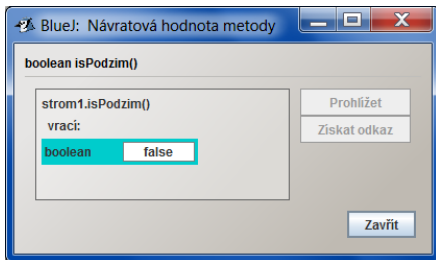 BlueJ: Návratová hodnota metody
boolean isPodzim()
strom1.isPodzim()
vrací:
boolean false
Prohlížet
Získat odkaz
Zavřít